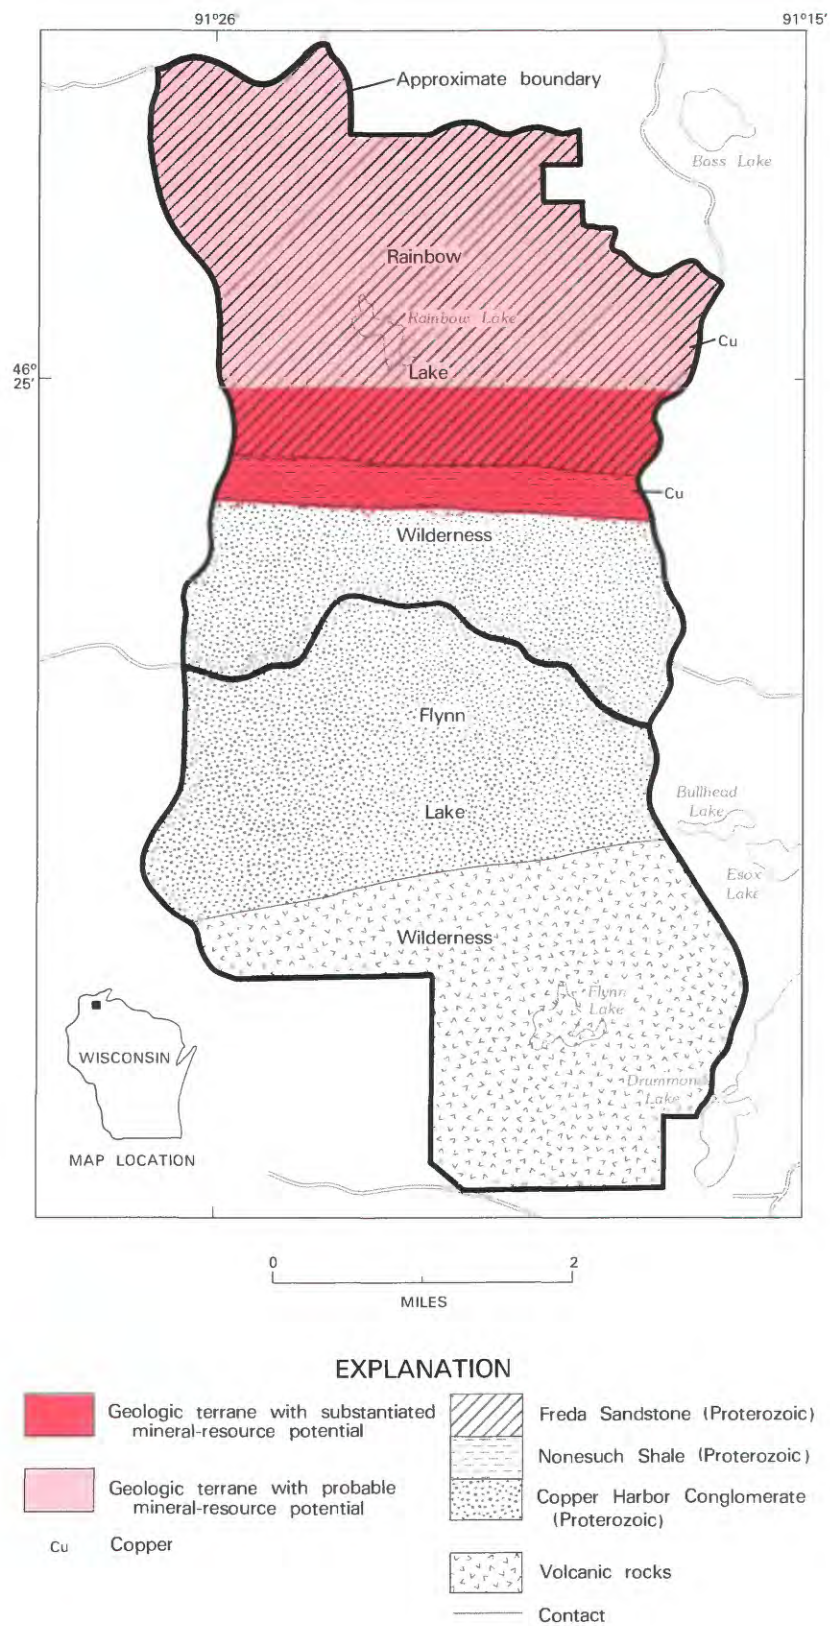 91°26'
91°15'
Approximate boundary
Bass Lake
Rainbow
Rainbow Lake
Cu
Lake
46°
25'
Cu
Wilderness
Flynn
Bullhead
Lake
Lake
Esox
Lake
Wilderness
Flynn
Lake
WISCONSIN
Drummond
Lake
MAP LOCATION
0
2
MILES
EXPLANATION
Geologic terrane with substantiated
mineral-resource potential
Geologic terrane with probable
mineral-resource potential
Cu Copper
Freda Sandstone (Proterozoic)
Nonesuch Shale (Proterozoic)
Copper Harbor Conglomerate
(Proterozoic)
Volcanic rocks
Contact